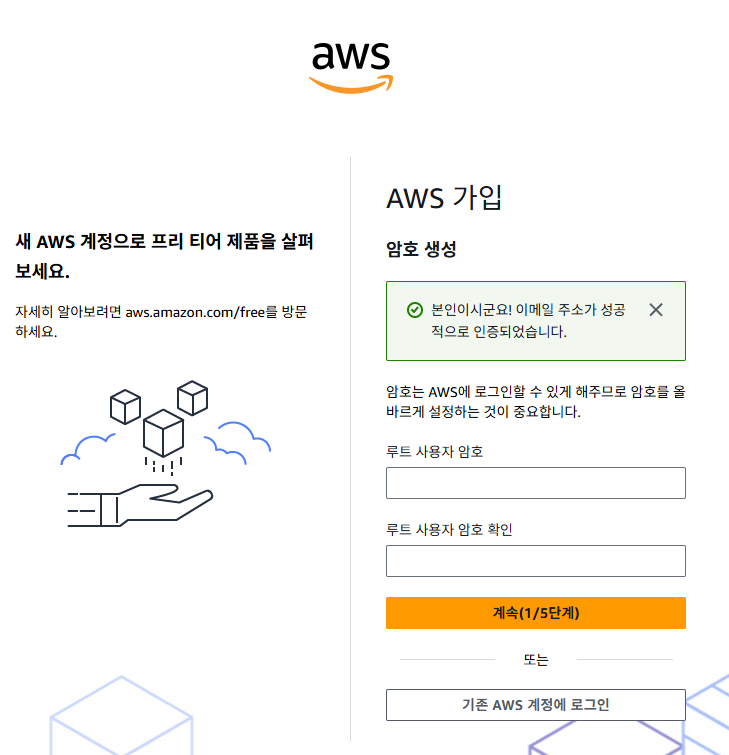 aws
새 AWS 계정으로 프리 티어 제품을 살펴
보세요.
자세히 알아보려면 aws.amazon.com/free를 방문
하세요.
AWS 가입
암호 생성
본인이시군요! 이메일 주소가 성공
적으로 인증되었습니다.
암호는 AWS에 로그인할 수 있게 해주므로 암호를 올
바르게 설정하는 것이 중요합니다.
루트 사용자 암호
루트 사용자 암호 확인
계속(1/5단계)
또는
기존 AWS 계정에 로그인